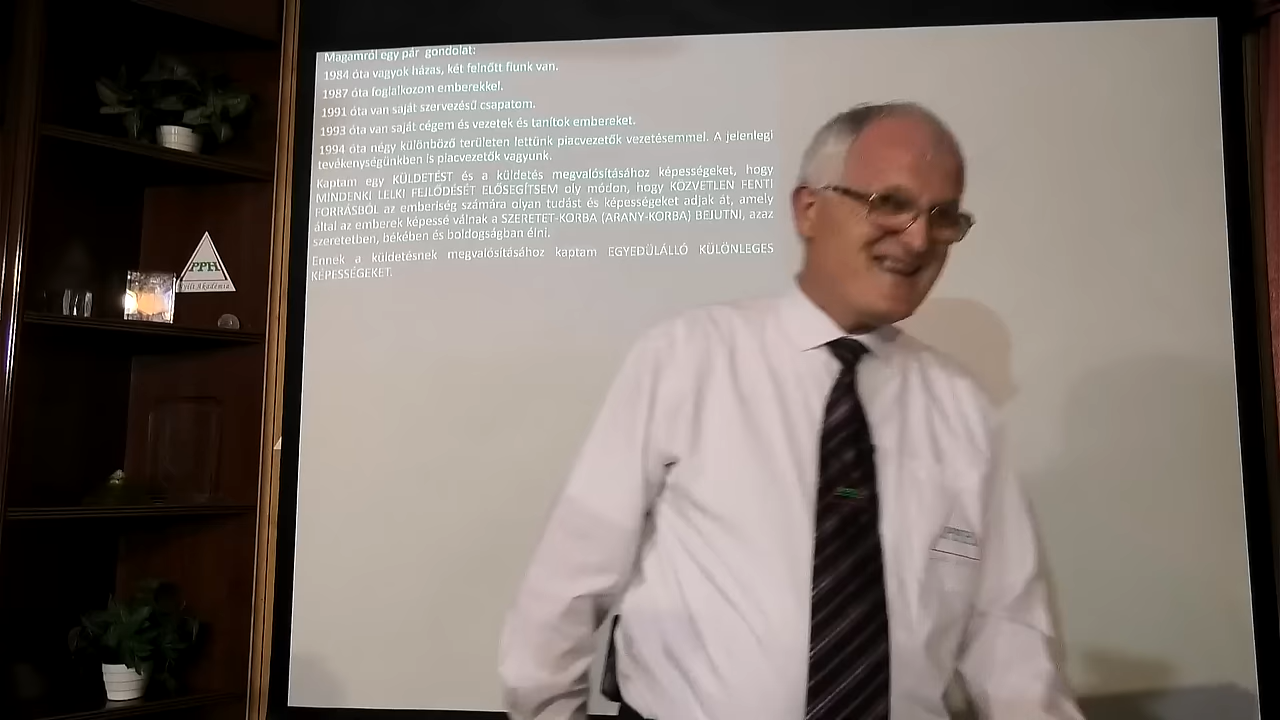 Magamról egy pár gondolat:
1984 óta vagyok házas, két felnőtt fiunk van.
1987 óta foglalkozom emberekkel.
1991 óta van saját szervezésű csapatom.
1993 óta van saját cégem és vezetek és tanítok embereket.
1994 óta négy különböző területen lettünk piacvezetők vezetésemmel. A jelenlegi
tevékenységünkben is piacvezetők vagyunk.
Kaptam egy KÜLDETÉST és a küldetés megvalósításához képességeket, hogy
MINDENKI LELKI FEJLŐDÉSÉT ELŐSEGÍTSEM oly módon, hogy KÖZVETLEN FENTI
FORRÁSBÓL az emberiség számára olyan tudást és képességeket adjak át, amely
által az emberek képessé válnak a SZERETET-KORBA (ARANY-KORBA) BEJUTNI, azaz
szeretetben, békében és boldogságban élni.
Ennek a küldetésnek megvalósításához kaptam EGYEDÜLÁLLÓ KÜLÖNLEGES
KÉPESSÉGEKET.
PPH
Nyílt Akadémia